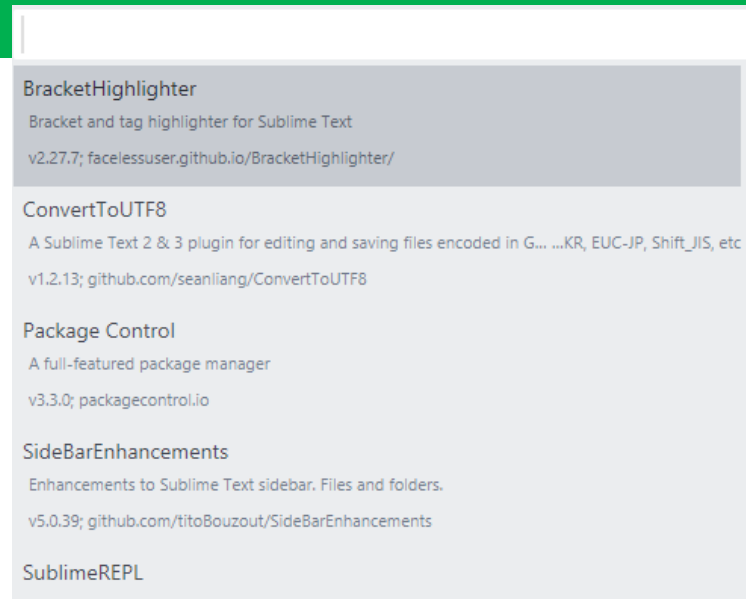 BracketHighlighter
Bracket and tag highlighter for Sublime Text
v2.27.7; facelessuser.github.io/BracketHighlighter/
ConvertToUTF8
A Sublime Text 2 & 3 plugin for editing and saving files encoded in G... ...KR, EUC-JP, Shift_JIS, etc
v1.2.13; github.com/seanliang/ConvertToUTF8
Package Control
A full-featured package manager
v3.3.0; packagecontrol.io
SideBarEnhancements
Enhancements to Sublime Text sidebar. Files and folders.
v5.0.39; github.com/titoBouzout/SideBarEnhancements
SublimeREPL